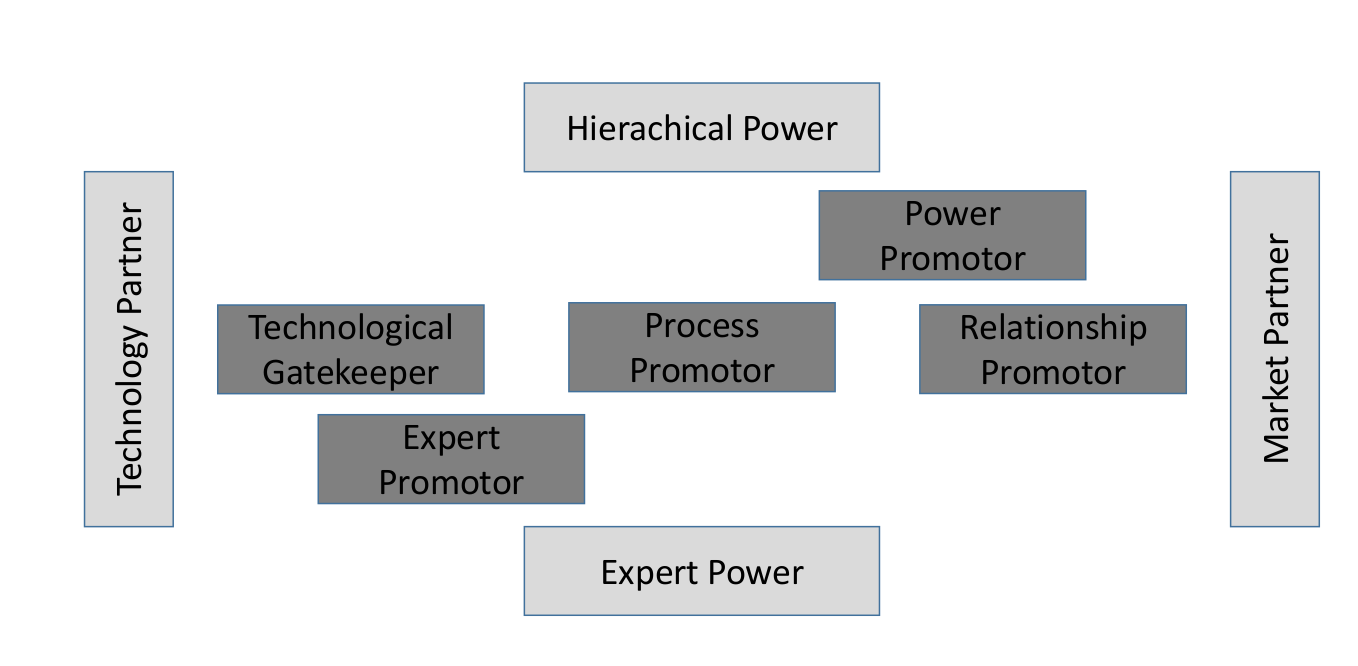 Hierachical Power
Technology Partner
Power
Promotor
Market Partner
Technological
Gatekeeper
Process
Promotor
Relationship
Promotor
Expert
Promotor
Expert Power